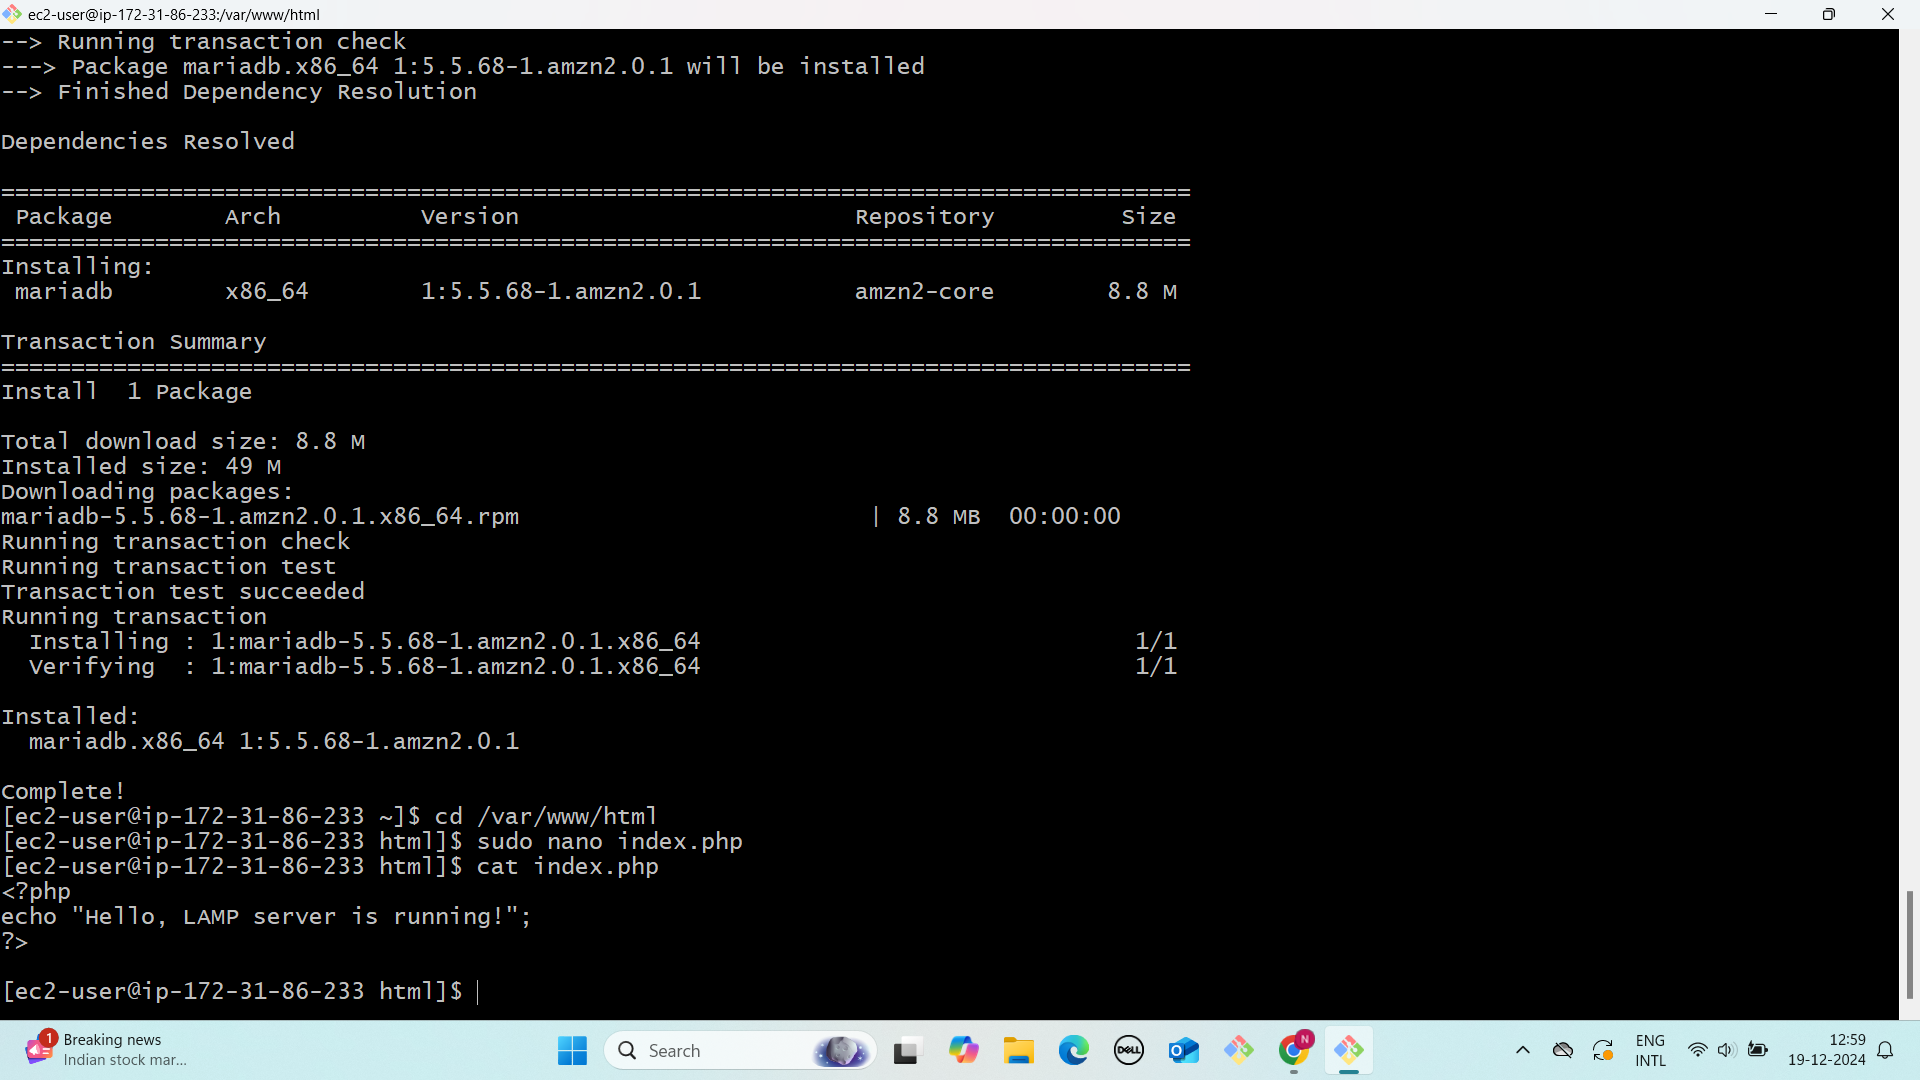 ec2-user@ip-172-31-86-233:/var/www/html
--> Running transaction check
---> Package mariadb.x86_64 1:5.5.68-1.amzn2.0.1 will be installed
--> Finished Dependency Resolution
Dependencies Resolved
=====================================================================================
Package Arch Version Repository Size
=====================================================================================
Installing:
mariadb x86_64 1:5.5.68-1.amzn2.0.1 amzn2-core 8.8 M
Transaction Summary
=====================================================================================
Install 1 Package
Total download size: 8.8 M
Installed size: 49 M
Downloading packages:
mariadb-5.5.68-1.amzn2.0.1.x86_64.rpm | 8.8 MB 00:00:00
Running transaction check
Running transaction test
Transaction test succeeded
Running transaction
Installing : 1:mariadb-5.5.68-1.amzn2.0.1.x86_64 1/1
Verifying : 1:mariadb-5.5.68-1.amzn2.0.1.x86_64 1/1
Installed:
mariadb.x86_64 1:5.5.68-1.amzn2.0.1
Complete!
[ec2-user@ip-172-31-86-233 ~]$ cd /var/www/html
[ec2-user@ip-172-31-86-233 html]$ sudo nano index.php
[ec2-user@ip-172-31-86-233 html]$ cat index.php
<?php
echo "Hello, LAMP server is running!";
?>
[ec2-user@ip-172-31-86-233 html]$
1
Breaking news
Indian stock mar...
Search
DELL
N
ENG
INTL
12:59
19-12-2024